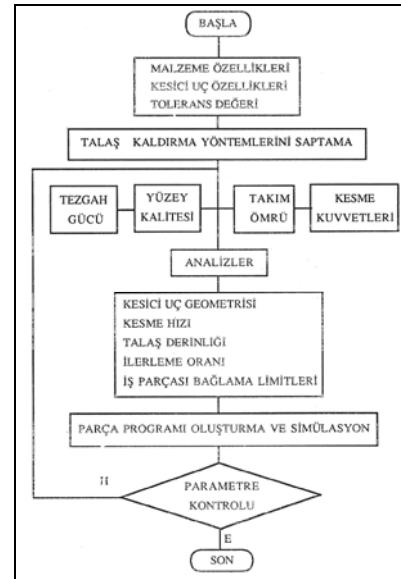 BAŞLA
MALZEME ÖZELLİKLERİ
KESİCİ UÇ ÖZELLİKLERİ
TOLERANS DEĞERİ
TALAŞ KALDIRMA YÖNTEMLERİNİ SAPTAMA
TEZGAH
GÜCÜ
YÜZEY
KALİTESİ
TAKIM
ÖMRÜ
KESME
KUVVETLERİ
ANALİZLER
KESİCİ UÇ GEOMETRİSİ
KESME HIZI
TALAŞ DERİNLİĞİ
İLERLEME ORANI
İŞ PARÇASI BAĞLAMA LİMİTLERİ
PARÇA PROGRAMI OLUŞTURMA VE SİMÜLASYON
PARAMETRE
KONTROLU
E
SON